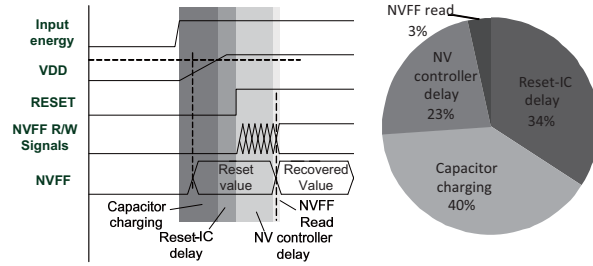 Input
energy
VDD
RESET
NVFF R/W
Signals
NVFF
Reset
value
Recovered
Value
Capacitor
charging
Reset-IC
delay
NV controller
delay
NVFF
Read
NVFF read
3%
NV
controller
delay
23%
Reset-IC
delay
34%
Capacitor
charging
40%